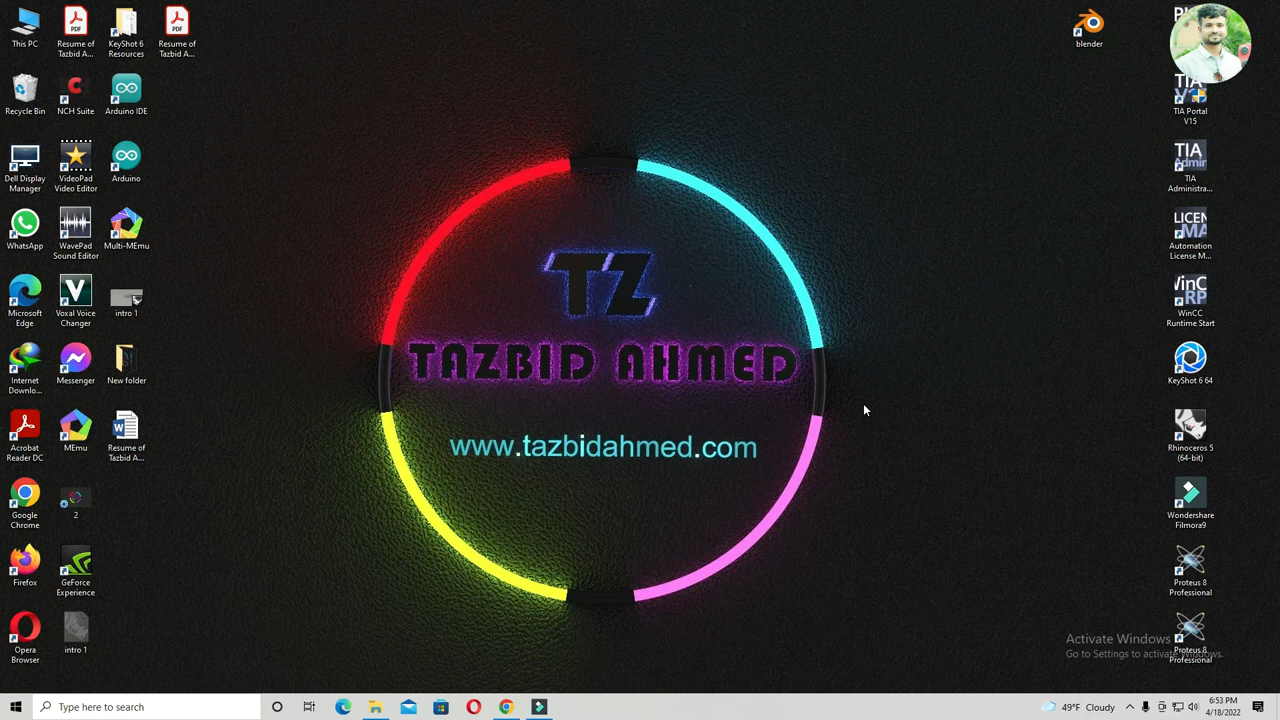 This PC
Resume of
Tazbid A...
KeyShot 6
Resources
Resume of
Tazbid A...
blender
Recycle Bin
NCH Suite
Arduino IDE
TIA Portal
V15
Dell Display
Manager
VideoPad
Video Editor
Arduino
TIA
Admin
TIA
Administra...
WhatsApp
WavePad
Sound Editor
Multi-MEmu
Automation
License M...
Microsoft
Edge
Voxal Voice
Changer
intro 1
WinCC
Runtime Start
Internet
Downlo...
Messenger
New folder
KeyShot 6 64
Acrobat
Reader DC
MEmu
Resume of
Tazbid A...
Rhinoceros 5
(64-bit)
Google
Chrome
2
Wondershare
Filmora9
Firefox
GeForce
Experience
Proteus 8
Professional
Opera
Browser
intro 1
Proteus 8
Professional
TZ
TAZBID AHMED
www.tazbidahmed.com
Activate Windows
Go to Settings to activate Windows.
Type here to search
49°F Cloudy
6:53 PM
4/18/2022